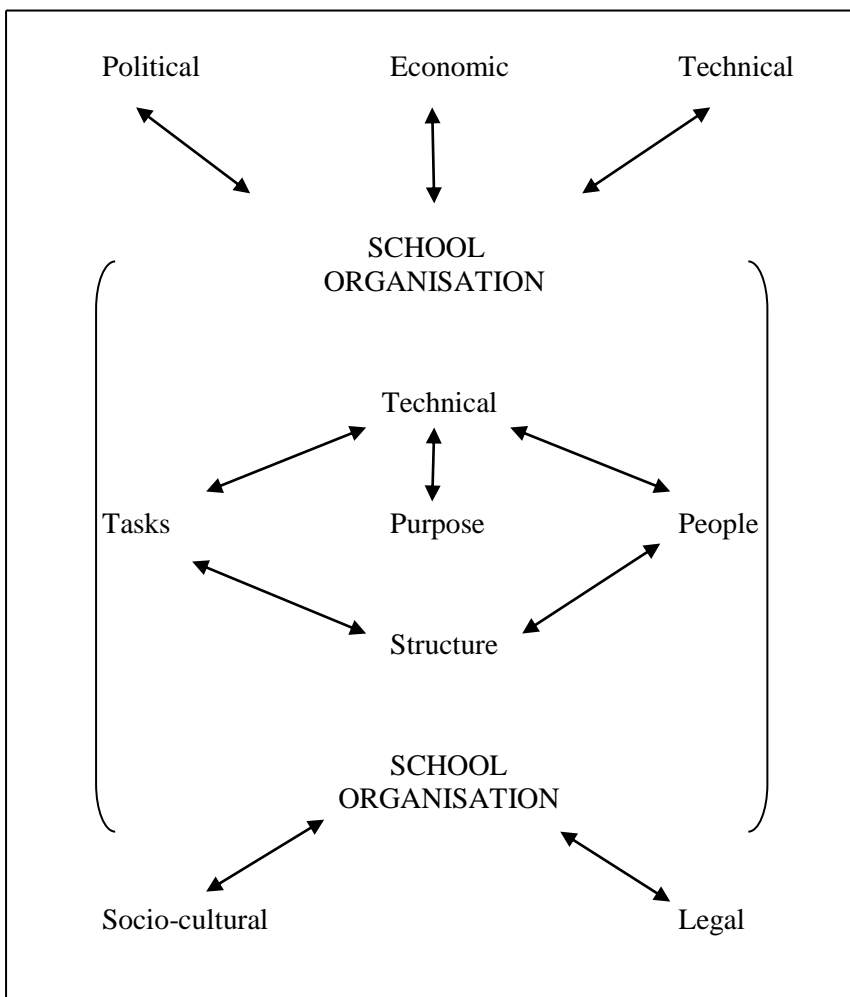 Political Economic Technical
SCHOOL
ORGANISATION
Technical
Tasks Purpose People
Structure
SCHOOL
ORGANISATION
Socio-cultural Legal